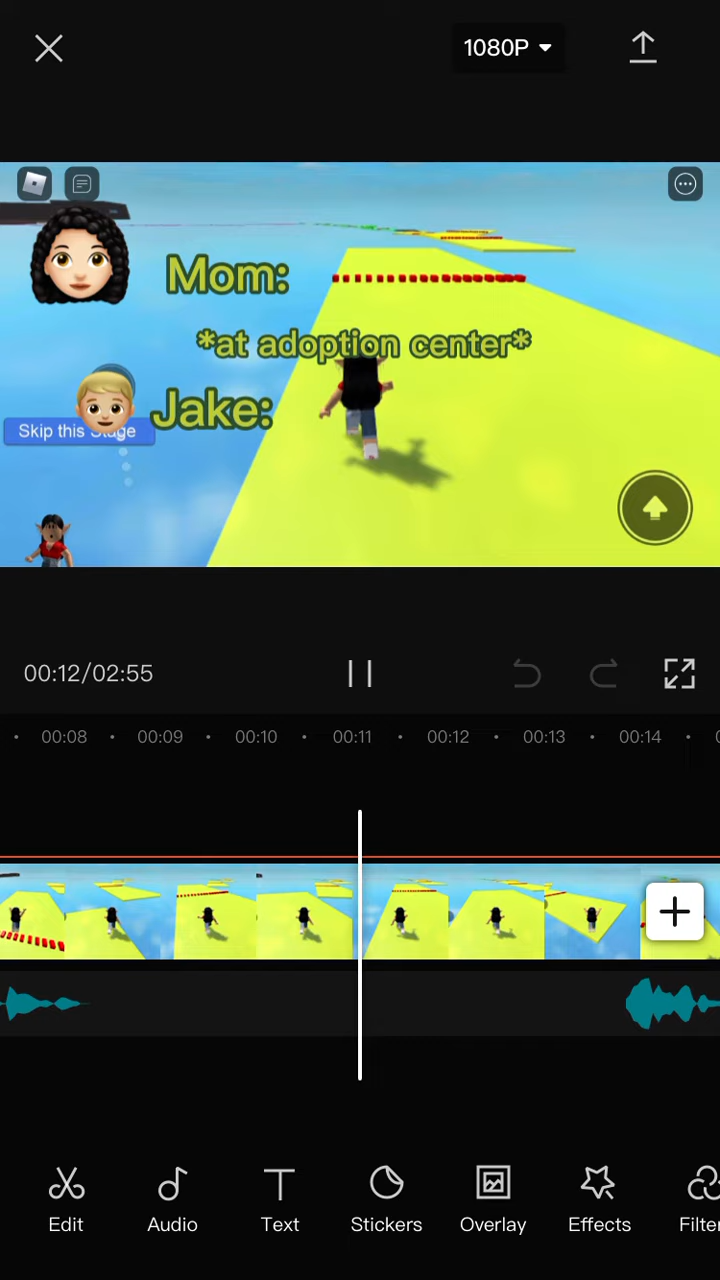 1080P
Mom:
*at adoption center*
Jake:
Skip this Stage
00:12/02:55
00:08 00:09 00:10 00:11 00:12 00:13 00:14
Edit Audio Text Stickers Overlay Effects Filter